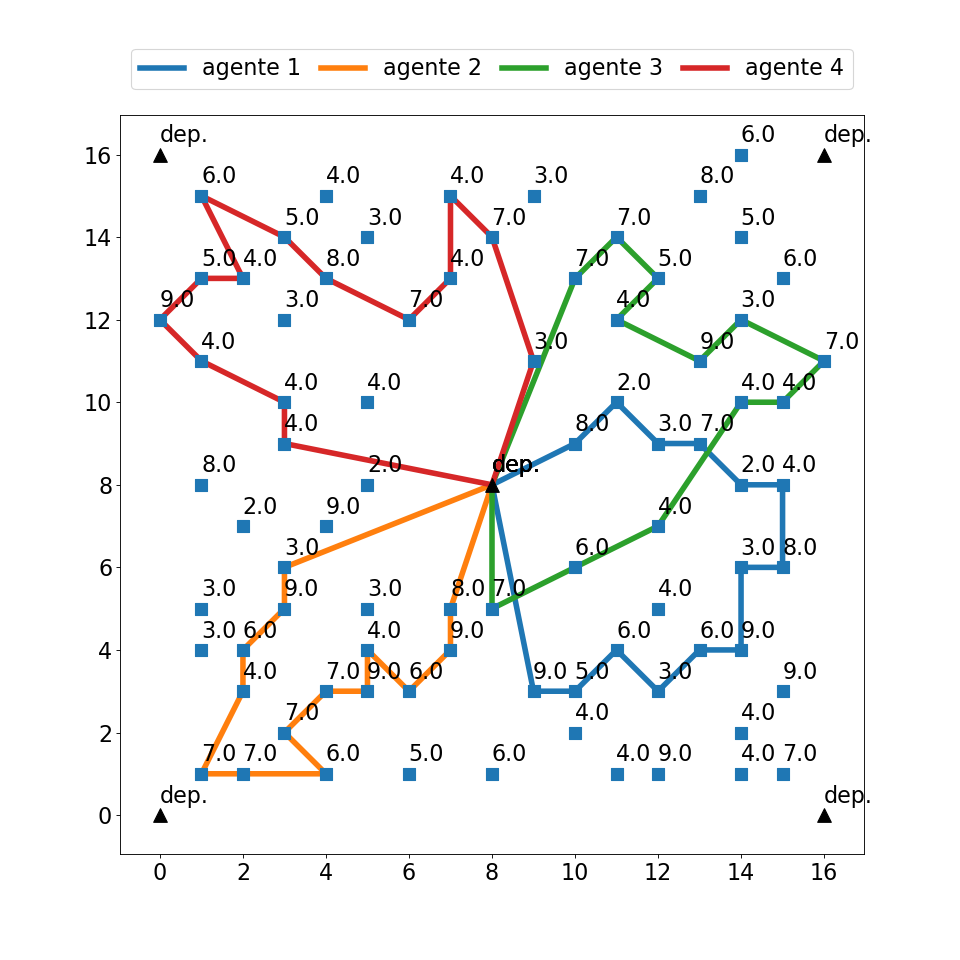 agente 1 agente 2 agente 3 agente 4
dep. 6.0 dep.
16
6.0 4.0 4.0 3.0 8.0
5.0 3.0 7.0 7.0 5.0
14
5.0 4.0 8.0 4.0 7.0 5.0 6.0
9.0 3.0 7.0 4.0 3.0
12
4.0 3.0 9.0 7.0
4.0 4.0 2.0 4.0 4.0
10
4.0 8.0 3.0 7.0
8.0 2.0 dep. 2.0 4.0
8
2.0 9.0 4.0
3.0 6.0 3.0 8.0
6
3.0 9.0 3.0 8.0 7.0 4.0
3.0 6.0 4.0 9.0 6.0 6.0 9.0
4
4.0 7.0 9.0 6.0 9.0 5.0 3.0 9.0
7.0 4.0 4.0
2
7.0 7.0 6.0 5.0 6.0 4.0 9.0 4.0 7.0
dep. dep.
0
0 2 4 6 8 10 12 14 16